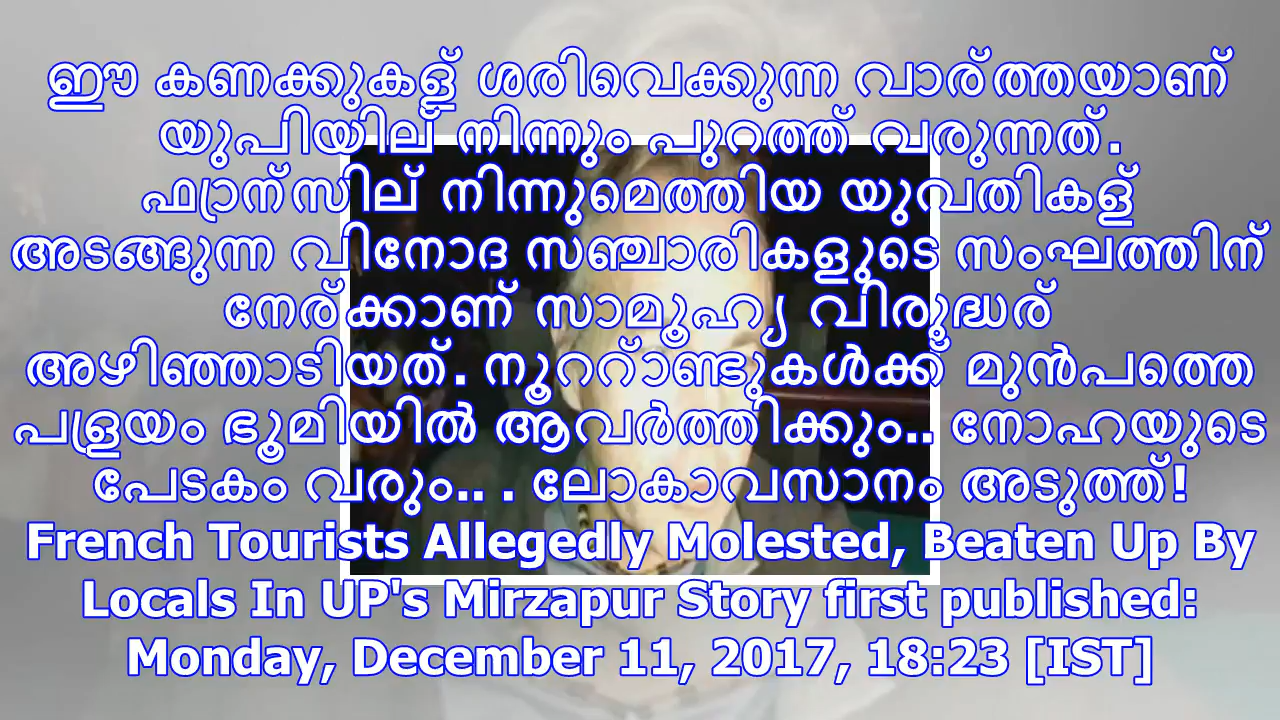 ഈ കണക്കുകള് ശരിവെക്കുന്ന വാര്ത്തയാണ്
യുപിയില് നിന്നും പുറത്ത് വരുന്നത്.
ഫ്രാന്സില് നിന്നുമെത്തിയ യുവതികള്
അടങ്ങുന്ന വിനോദ സഞ്ചാരികളുടെ സംഘത്തിന്
നേര്ക്കാണ് സാമൂഹ്യ വിരുദ്ധര്
അഴിഞ്ഞാടിയത്. നൂററ്ാണ്ടുകൾക്ക് മുൻപത്തെ
പള്രയം ഭൂമിയിൽ ആവർത്തിക്കും.. നോഹയുടെ
പേടകം വരും.. . ലോകാവസാനം അടുത്ത്!
French Tourists Allegedly Molested, Beaten Up By
Locals In UP's Mirzapur Story first published:
Monday, December 11, 2017, 18:23 [IST]